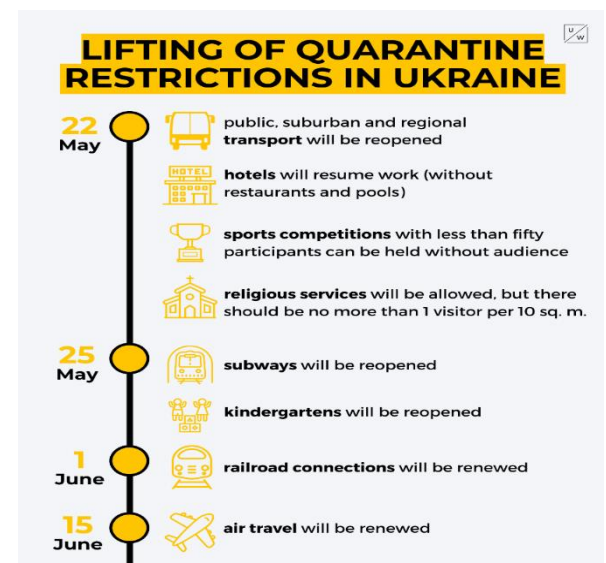 U/W
LIFTING OF QUARANTINE
RESTRICTIONS IN UKRAINE
22
May
public, suburban and regional
transport will be reopened
HOTEL
hotels will resume work (without
restaurants and pools)
sports competitions with less than fifty
participants can be held without audience
religious services will be allowed, but there
should be no more than 1 visitor per 10 sq. m.
25
May
subways will be reopened
kindergartens will be reopened
1
June
railroad connections will be renewed
15
June
air travel will be renewed